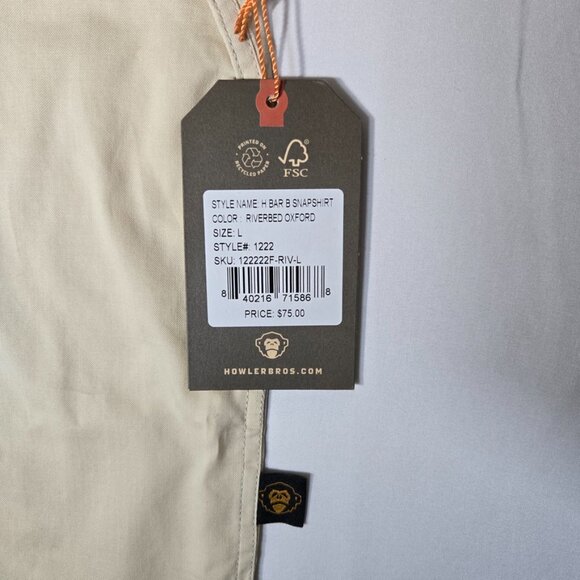 PRINTED ON
RECYCLED PAPER
FSC
STYLE NAME: H BAR B SNAPSHIRT
COLOR : RIVERBED OXFORD
SIZE: L
STYLE#: 1222
SKU: 122222F-RIV-L
8 40216 71586 8
PRICE: $75.00
HOWLERBROS.COM